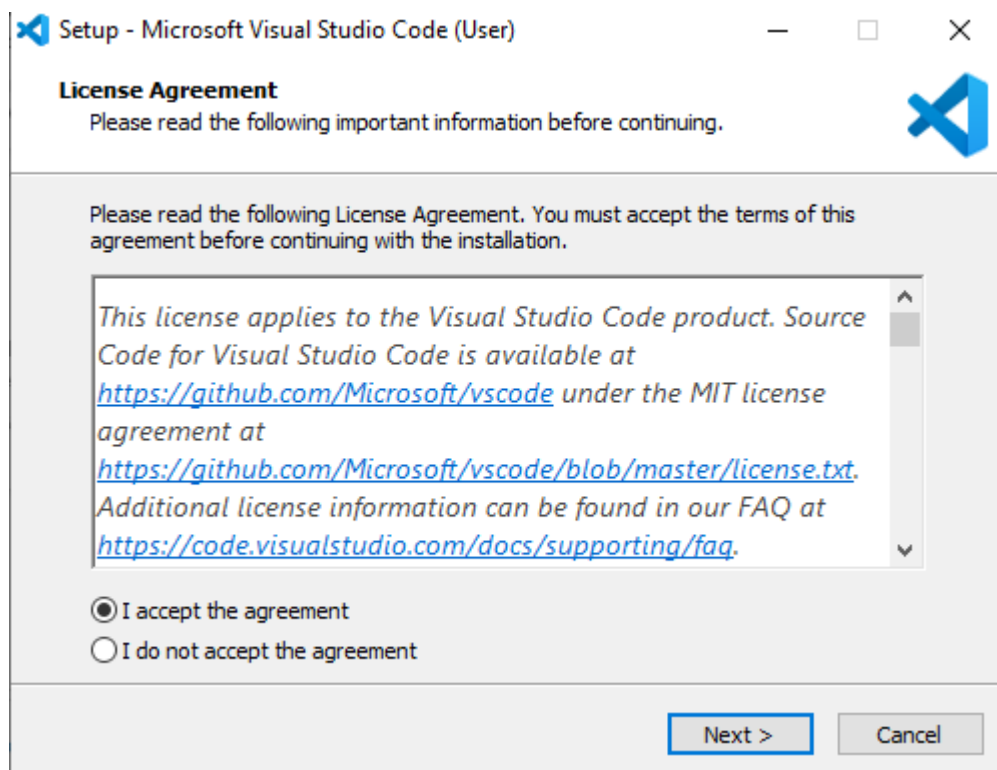 Setup - Microsoft Visual Studio Code (User)
License Agreement
Please read the following important information before continuing.
Please read the following License Agreement. You must accept the terms of this
agreement before continuing with the installation.
This license applies to the Visual Studio Code product. Source
Code for Visual Studio Code is available at
https://github.com/Microsoft/vscode under the MIT license
agreement at
https://github.com/Microsoft/vscode/blob/master/license.txt.
Additional license information can be found in our FAQ at
https://code.visualstudio.com/docs/supporting/faq.
I accept the agreement
I do not accept the agreement
Next >
Cancel